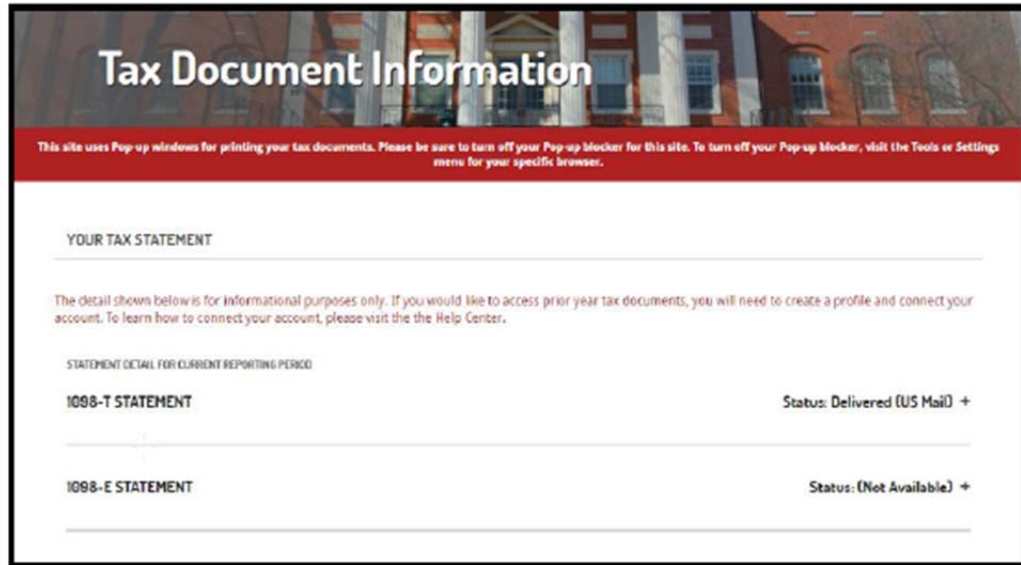 Tax Document Information
This site uses Pop-up windows for printing your tax documents. Please be sure to turn off your Pop-up blocker for this site. To turn off your Pop-up blocker, visit the Tools or Settings
menu for your specific browser.
YOUR TAX STATEMENT
The detail shown below is for informational purposes only. If you would like to access prior year tax documents, you will need to create a profile and connect your
account. To learn how to connect your account, please visit the the Help Center.
STATEMENT DETAIL FOR CURRENT REPORTING PERIOD
1098-T STATEMENT Status: Delivered (US Mail) +
1098-E STATEMENT Status: (Not Available) +